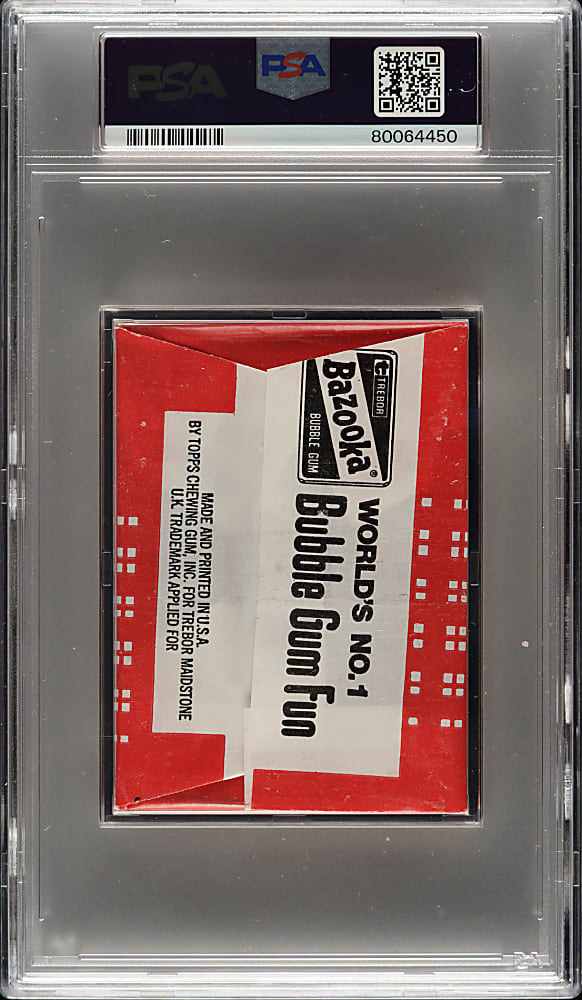 PSA
PSA
80064450
t TREBOR
Bazooka®
BUBBLE GUM
WORLD'S NO.1
Bubble Gum Fun
MADE AND PRINTED IN U.S.A.
BY TOPPS CHEWING GUM, INC. FOR TREBOR MAIDSTONE
U.K. TRADEMARK APPLIED FOR
PSA